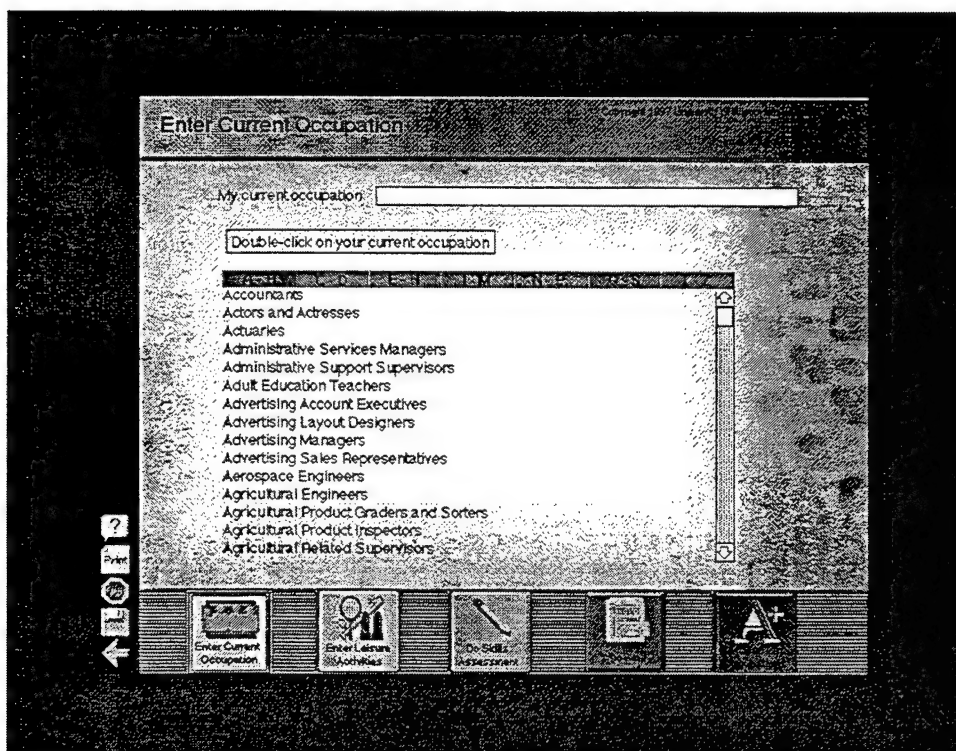 Enter Current Occupation
My current occupation
Double-click on your current occupation
Accountants
Actors and Actresses
Actuaries
Administrative Services Managers
Administrative Support Supervisors
Adult Education Teachers
Advertising Account Executives
Advertising Layout Designers
Advertising Managers
Advertising Sales Representatives
Aerospace Engineers
Agricultural Engineers
Agricultural Product Graders and Sorters
Agricultural Product Inspectors
Agricultural Related Supervisors
?
Print
Enter Current
Occupation
Enter Leisure
Activities
Do Skills
Assessment
A+